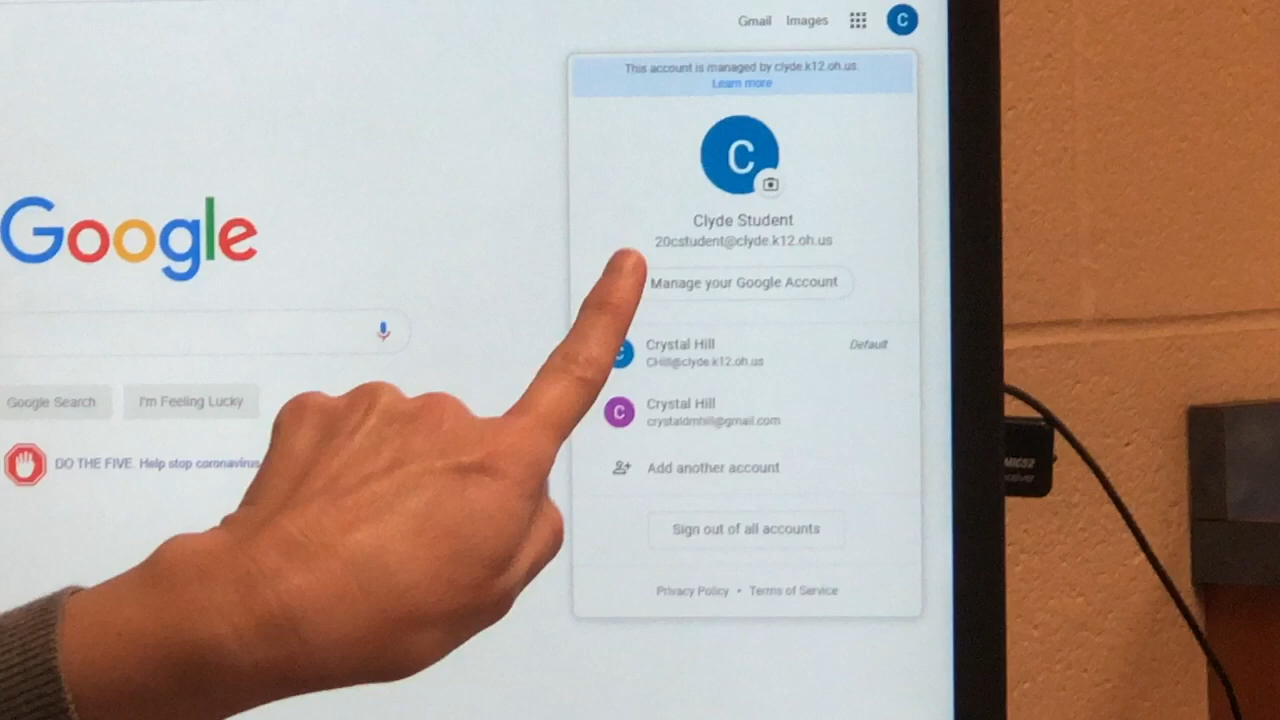 Gmail Images
C
This account is managed by clyde.k12.oh.us.
Learn more
C
Clyde Student
20cstudent@clyde.k12.oh.us
Manage your Google Account
Crystal Hill
Default
CHill@clyde.k12.oh.us
C
Crystal Hill
crystaldmhill@gmail.com
Add another account
Sign out of all accounts
Privacy Policy • Terms of Service
Google
Google Search
I'm Feeling Lucky
DO THE FIVE. Help stop coronavirus